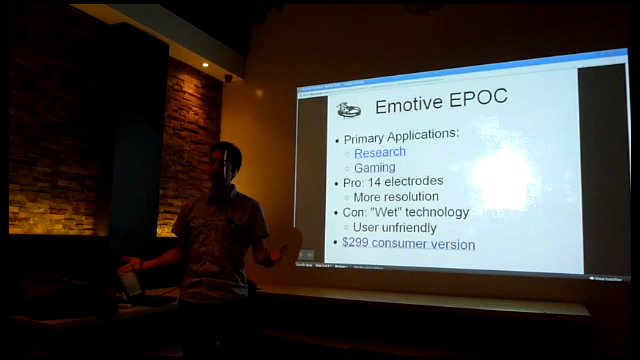 Emotive EPOC
• Primary Applications:
○ Research
○ Gaming
• Pro: 14 electrodes
○ More resolution
• Con: "Wet" technology
○ User unfriendly
• $299 consumer version